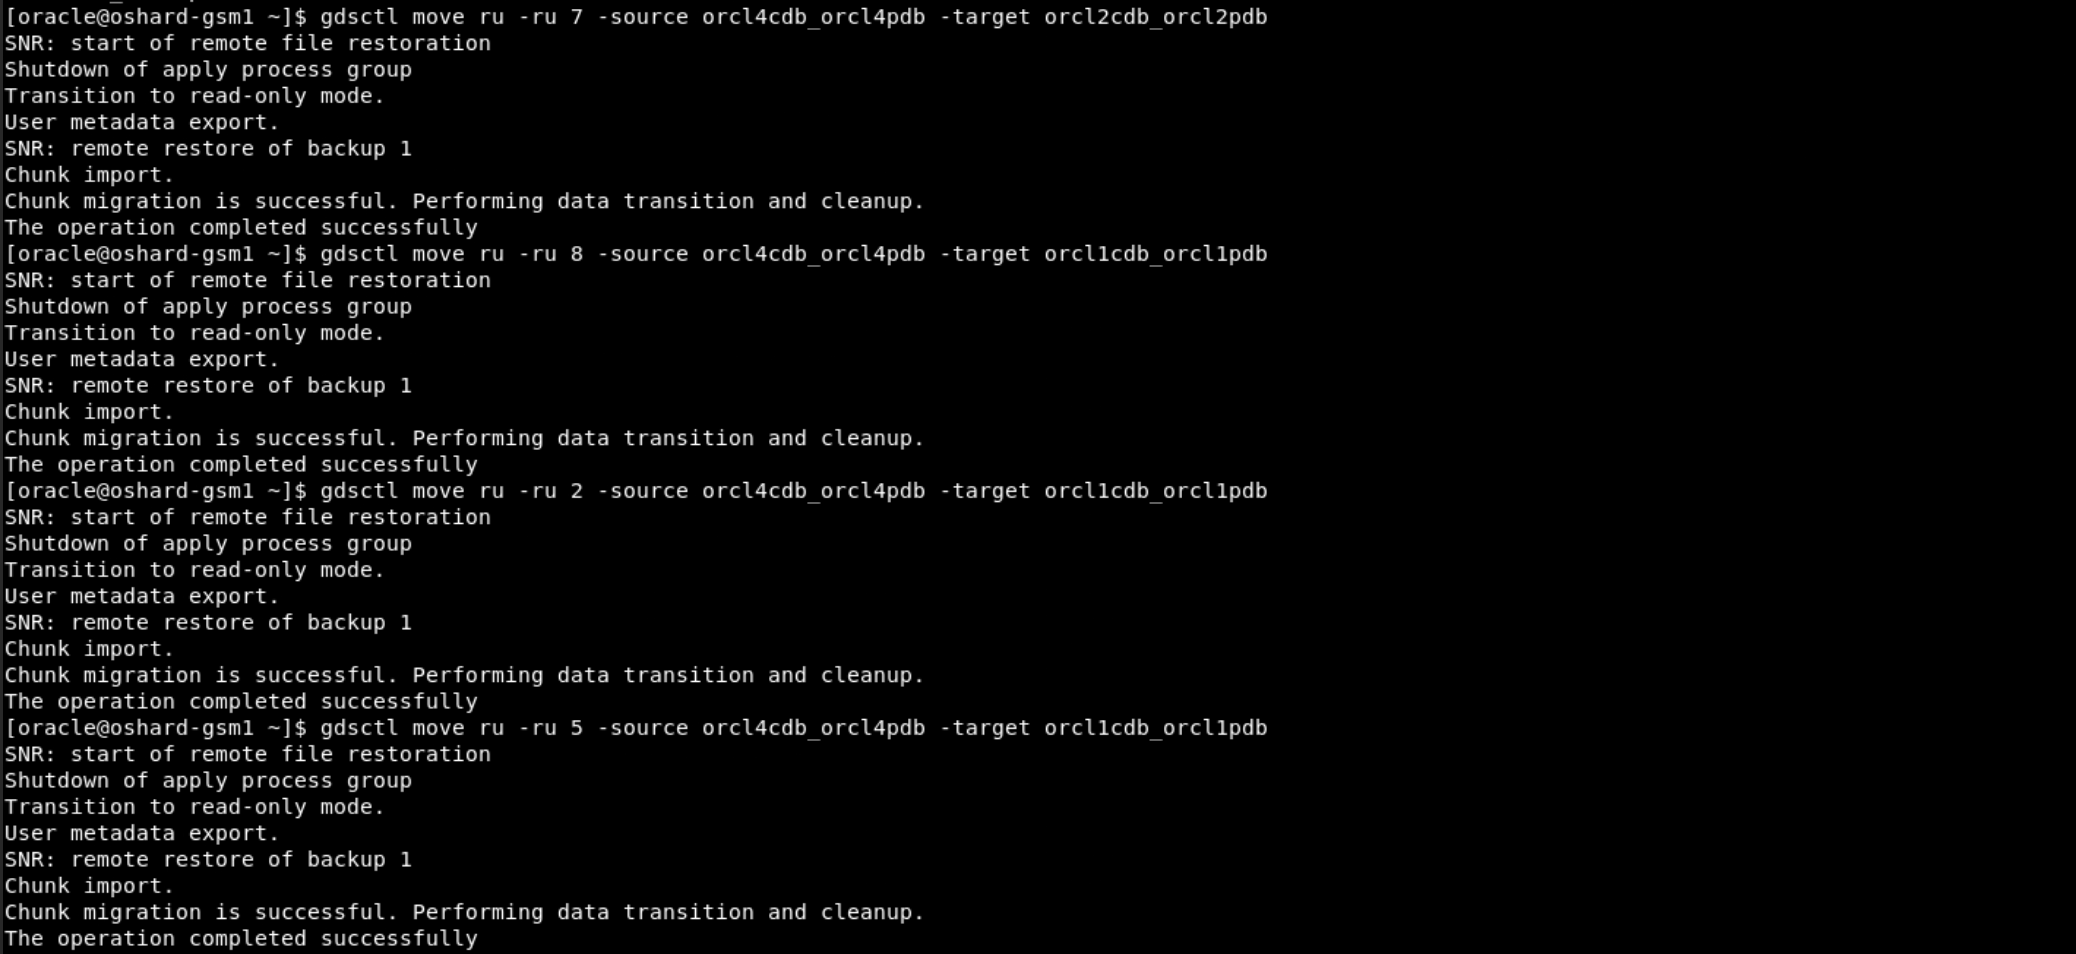 [oracle@oshard-gsm1 ~]$ gdsctl move ru -ru 7 -source orcl4cdb_orcl4pdb -target orcl2cdb_orcl2pdb
SNR: start of remote file restoration
Shutdown of apply process group
Transition to read-only mode.
User metadata export.
SNR: remote restore of backup 1
Chunk import.
Chunk migration is successful. Performing data transition and cleanup.
The operation completed successfully
[oracle@oshard-gsm1 ~]$ gdsctl move ru -ru 8 -source orcl4cdb_orcl4pdb -target orcl1cdb_orcl1pdb
SNR: start of remote file restoration
Shutdown of apply process group
Transition to read-only mode.
User metadata export.
SNR: remote restore of backup 1
Chunk import.
Chunk migration is successful. Performing data transition and cleanup.
The operation completed successfully
[oracle@oshard-gsm1 ~]$ gdsctl move ru -ru 2 -source orcl4cdb_orcl4pdb -target orcl1cdb_orcl1pdb
SNR: start of remote file restoration
Shutdown of apply process group
Transition to read-only mode.
User metadata export.
SNR: remote restore of backup 1
Chunk import.
Chunk migration is successful. Performing data transition and cleanup.
The operation completed successfully
[oracle@oshard-gsm1 ~]$ gdsctl move ru -ru 5 -source orcl4cdb_orcl4pdb -target orcl1cdb_orcl1pdb
SNR: start of remote file restoration
Shutdown of apply process group
Transition to read-only mode.
User metadata export.
SNR: remote restore of backup 1
Chunk import.
Chunk migration is successful. Performing data transition and cleanup.
The operation completed successfully